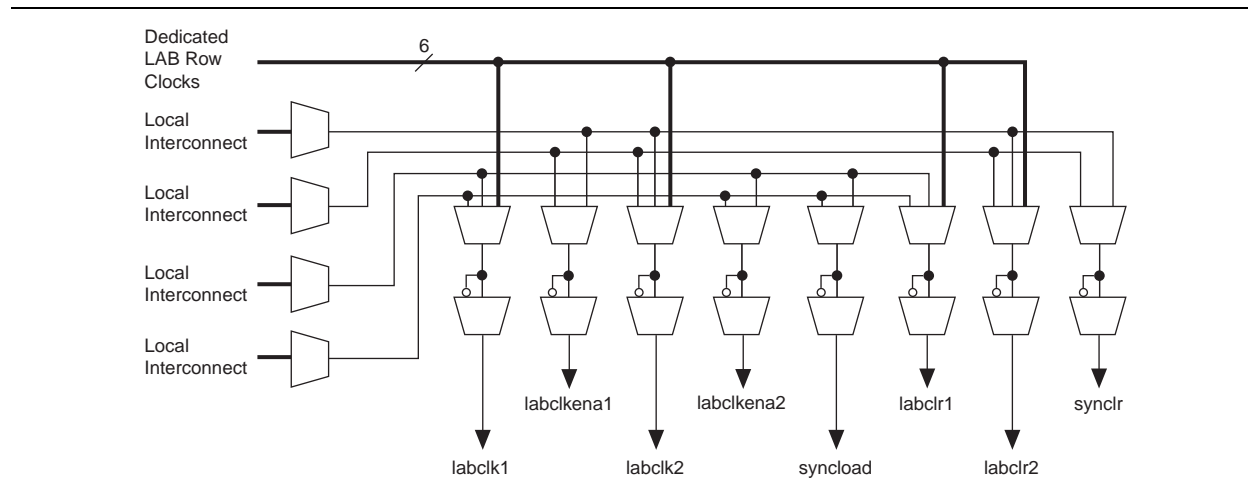 Dedicated
LAB Row
Clocks
6
Local
Interconnect
Local
Interconnect
Local
Interconnect
Local
Interconnect
labclkena1
labclkena2
labclr1
synclr
labclk1
labclk2
syncload
labclr2